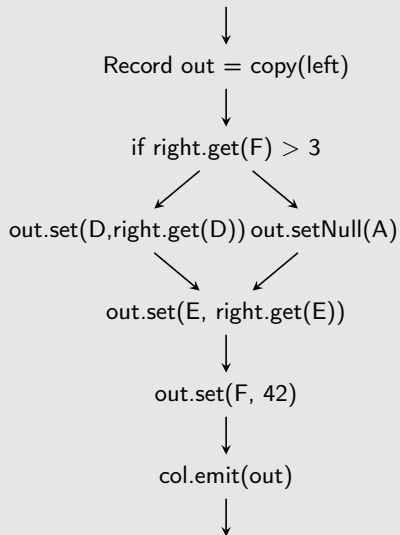 Record out = copy(left)
if right.get(F) > 3
out.set(D,right.get(D)) out.setNull(A)
out.set(E, right.get(E))
out.set(F, 42)
col.emit(out)